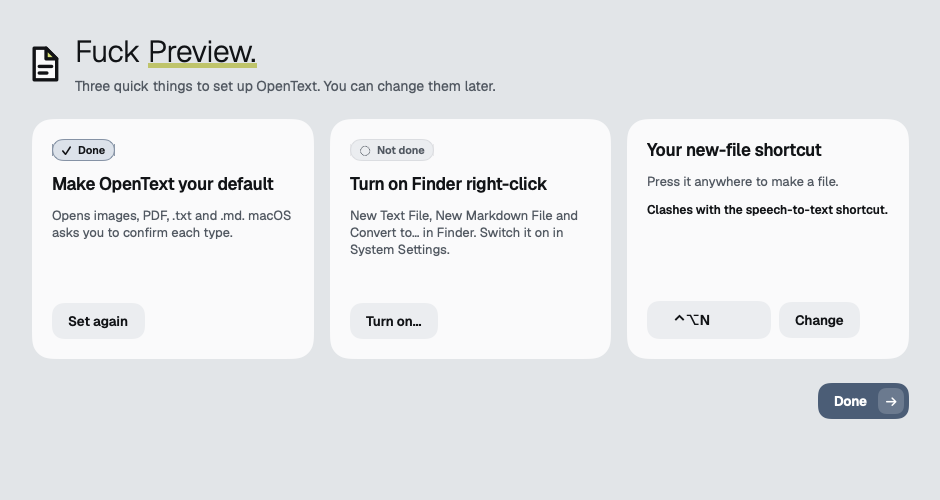 Fuck Preview.
Three quick things to set up OpenText. You can change them later.
Done
Make OpenText your default
Opens images, PDF, .txt and .md. macOS
asks you to confirm each type.
Set again
Not done
Turn on Finder right-click
New Text File, New Markdown File and
Convert to… in Finder. Switch it on in
System Settings.
Turn on…
Your new-file shortcut
Press it anywhere to make a file.
Clashes with the speech-to-text shortcut.
⌃⌥N
Change
Done